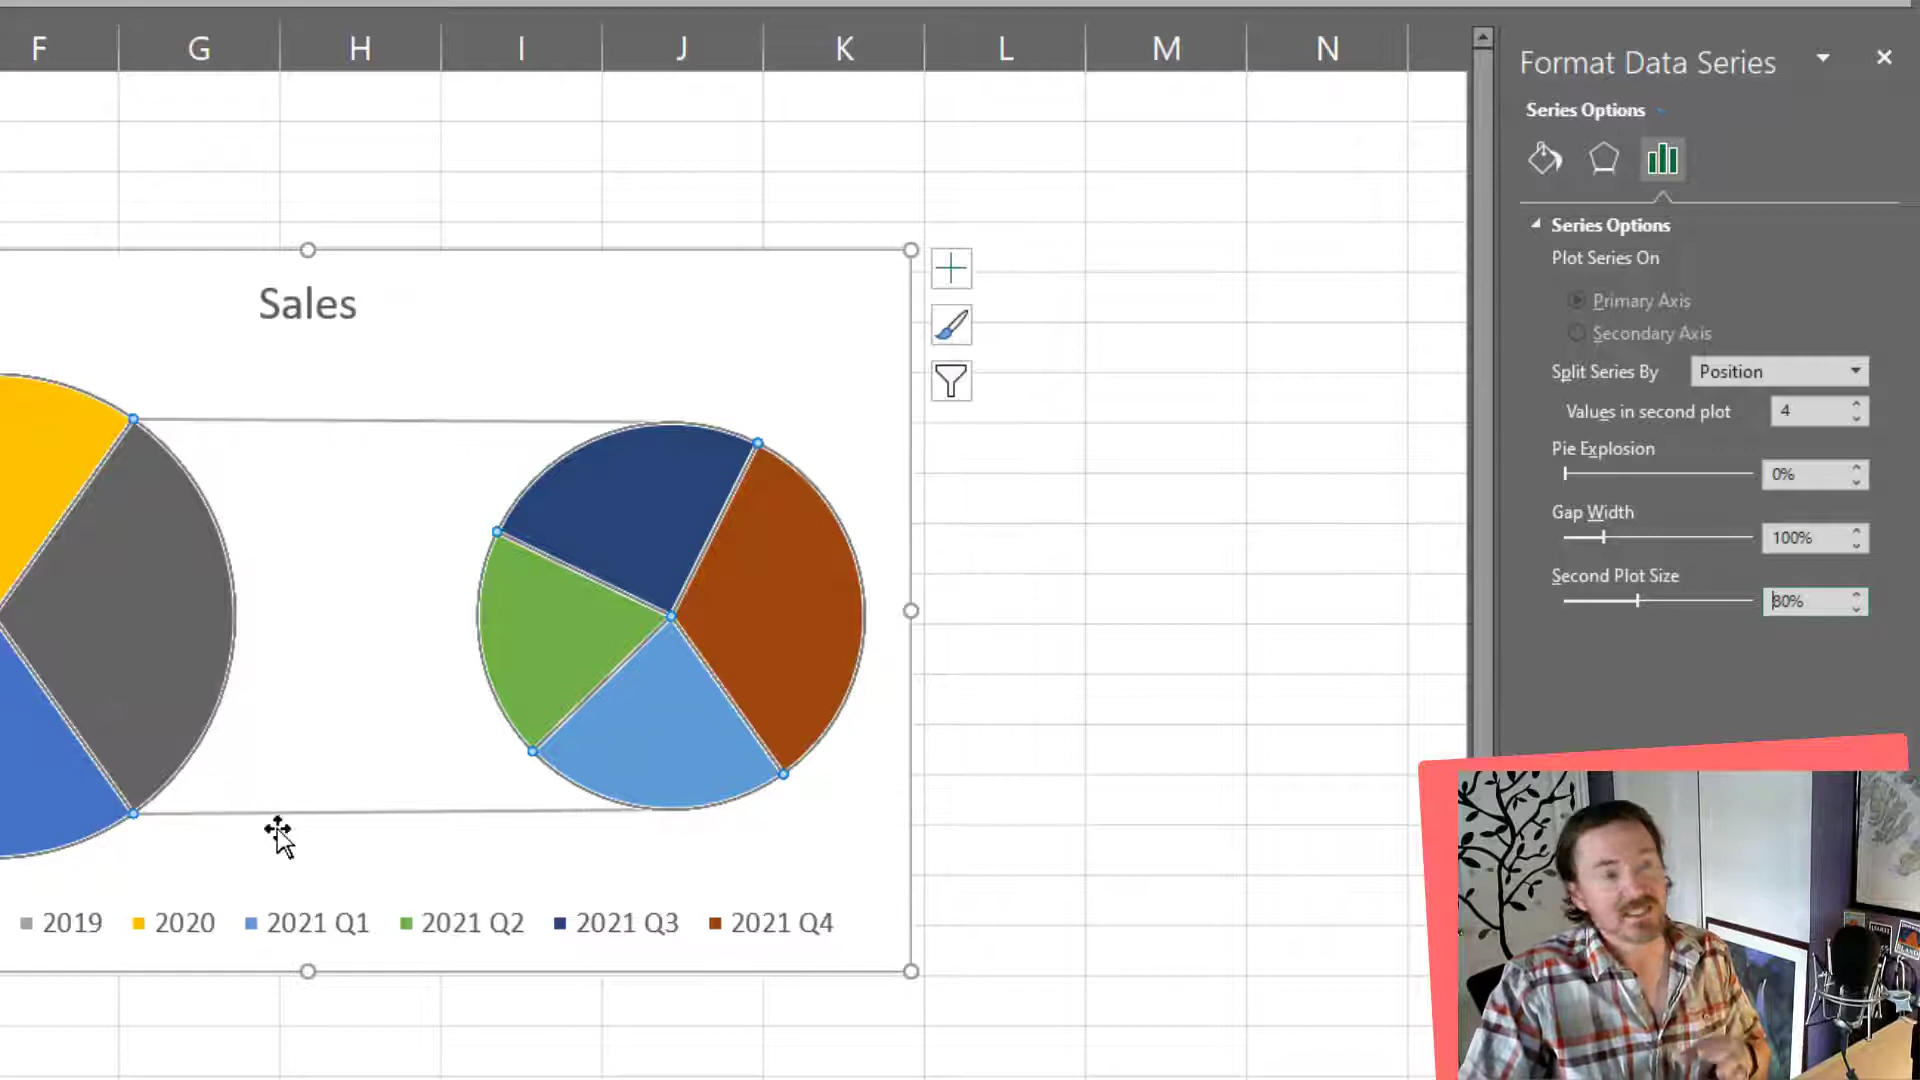 F G H I J K L M N
Format Data Series
Series Options
Series Options
Plot Series On
Primary Axis
Secondary Axis
Split Series By Position
Values in second plot 4
Pie Explosion
0%
Gap Width
100%
Second Plot Size
80%
Sales
2019 2020 2021 Q1 2021 Q2 2021 Q3 2021 Q4